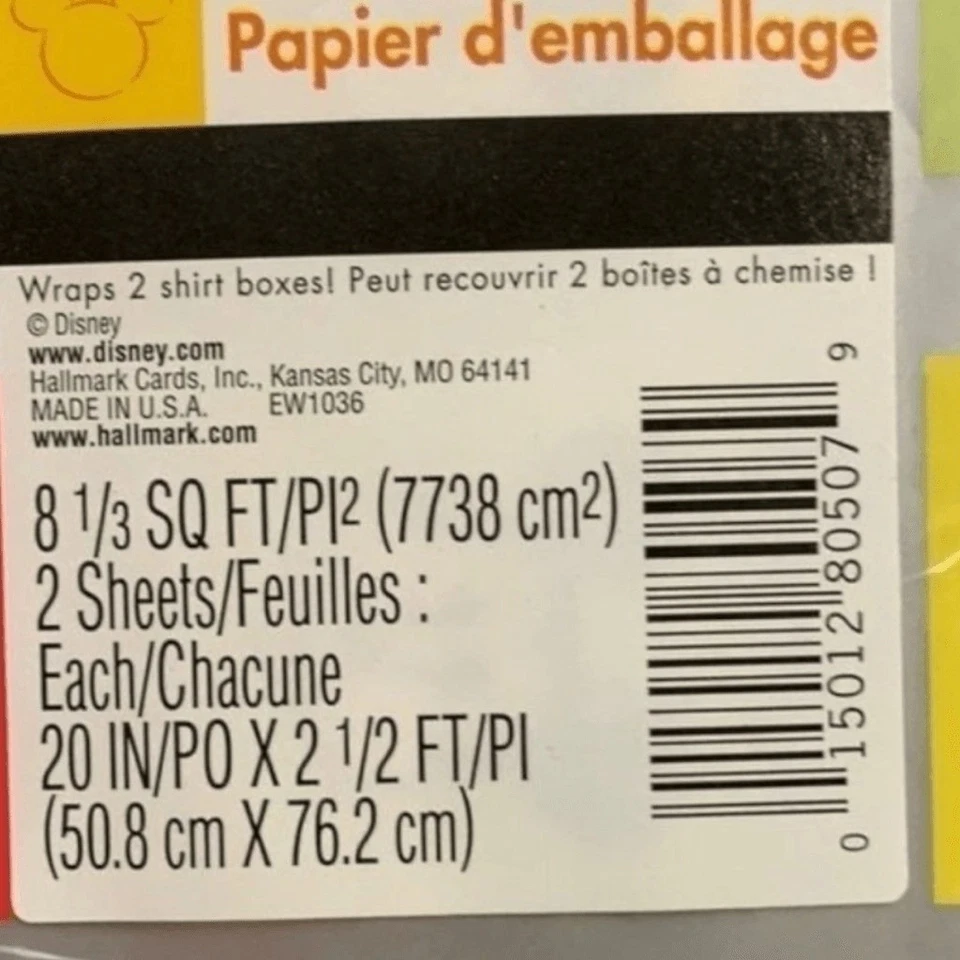 Papier d'emballage
Wraps 2 shirt boxes! Peut recouvrir 2 boîtes à chemise !
© Disney
www.disney.com
Hallmark Cards, Inc., Kansas City, MO 64141
MADE IN U.S.A. EW1036
www.hallmark.com
8 1/3 SQ FT/PI² (7738 cm²)
2 Sheets/Feuilles :
Each/Chacune
20 IN/PO X 2 1/2 FT/PI
(50.8 cm X 76.2 cm)
0 15012 80507 9